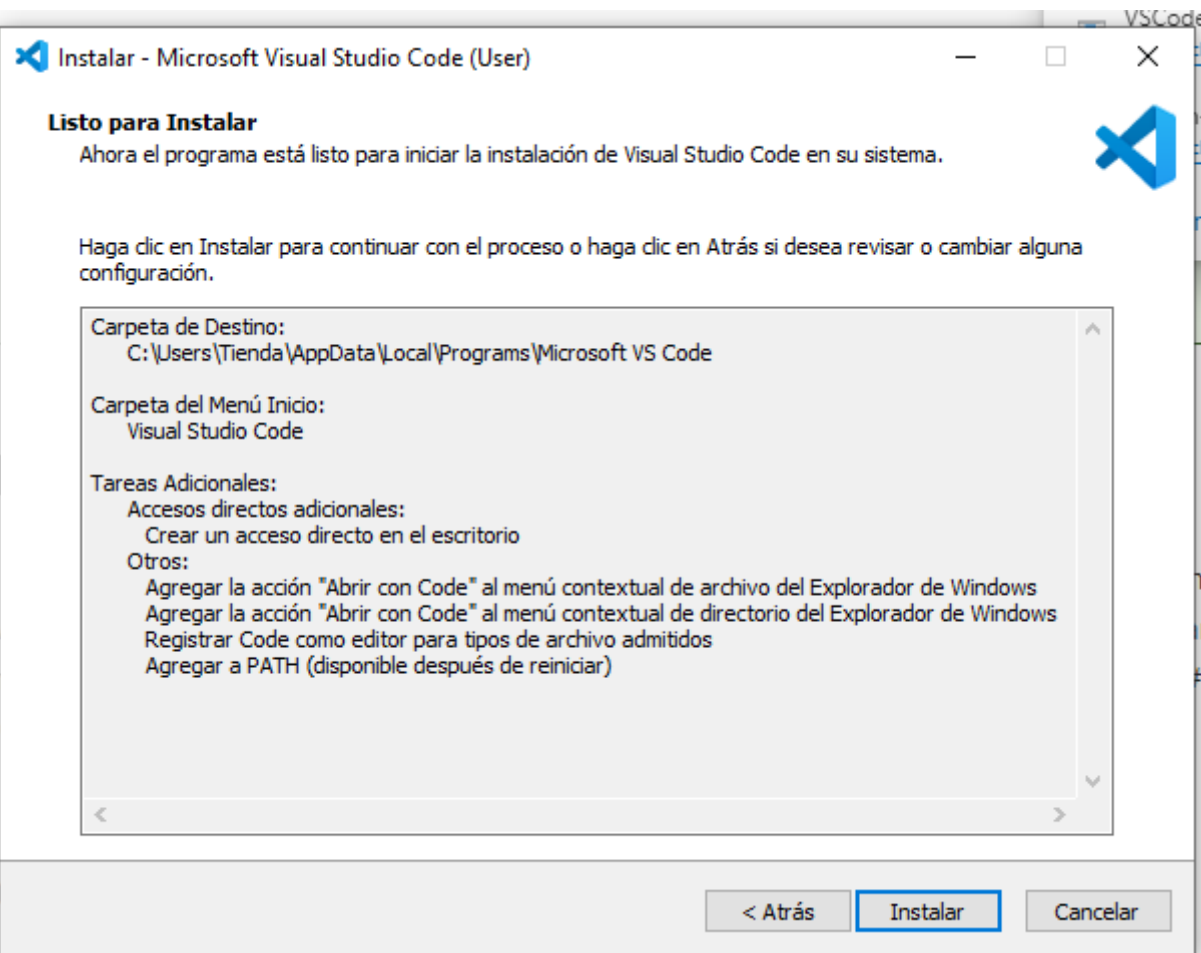 VSCode
Instalar - Microsoft Visual Studio Code (User)
Listo para Instalar
Ahora el programa está listo para iniciar la instalación de Visual Studio Code en su sistema.
Haga clic en Instalar para continuar con el proceso o haga clic en Atrás si desea revisar o cambiar alguna
configuración.
Carpeta de Destino:
C:\Users\Tienda\AppData\Local\Programs\Microsoft VS Code
Carpeta del Menú Inicio:
Visual Studio Code
Tareas Adicionales:
Accesos directos adicionales:
Crear un acceso directo en el escritorio
Otros:
Agregar la acción "Abrir con Code" al menú contextual de archivo del Explorador de Windows
Agregar la acción "Abrir con Code" al menú contextual de directorio del Explorador de Windows
Registrar Code como editor para tipos de archivo admitidos
Agregar a PATH (disponible después de reiniciar)
< Atrás
Instalar
Cancelar